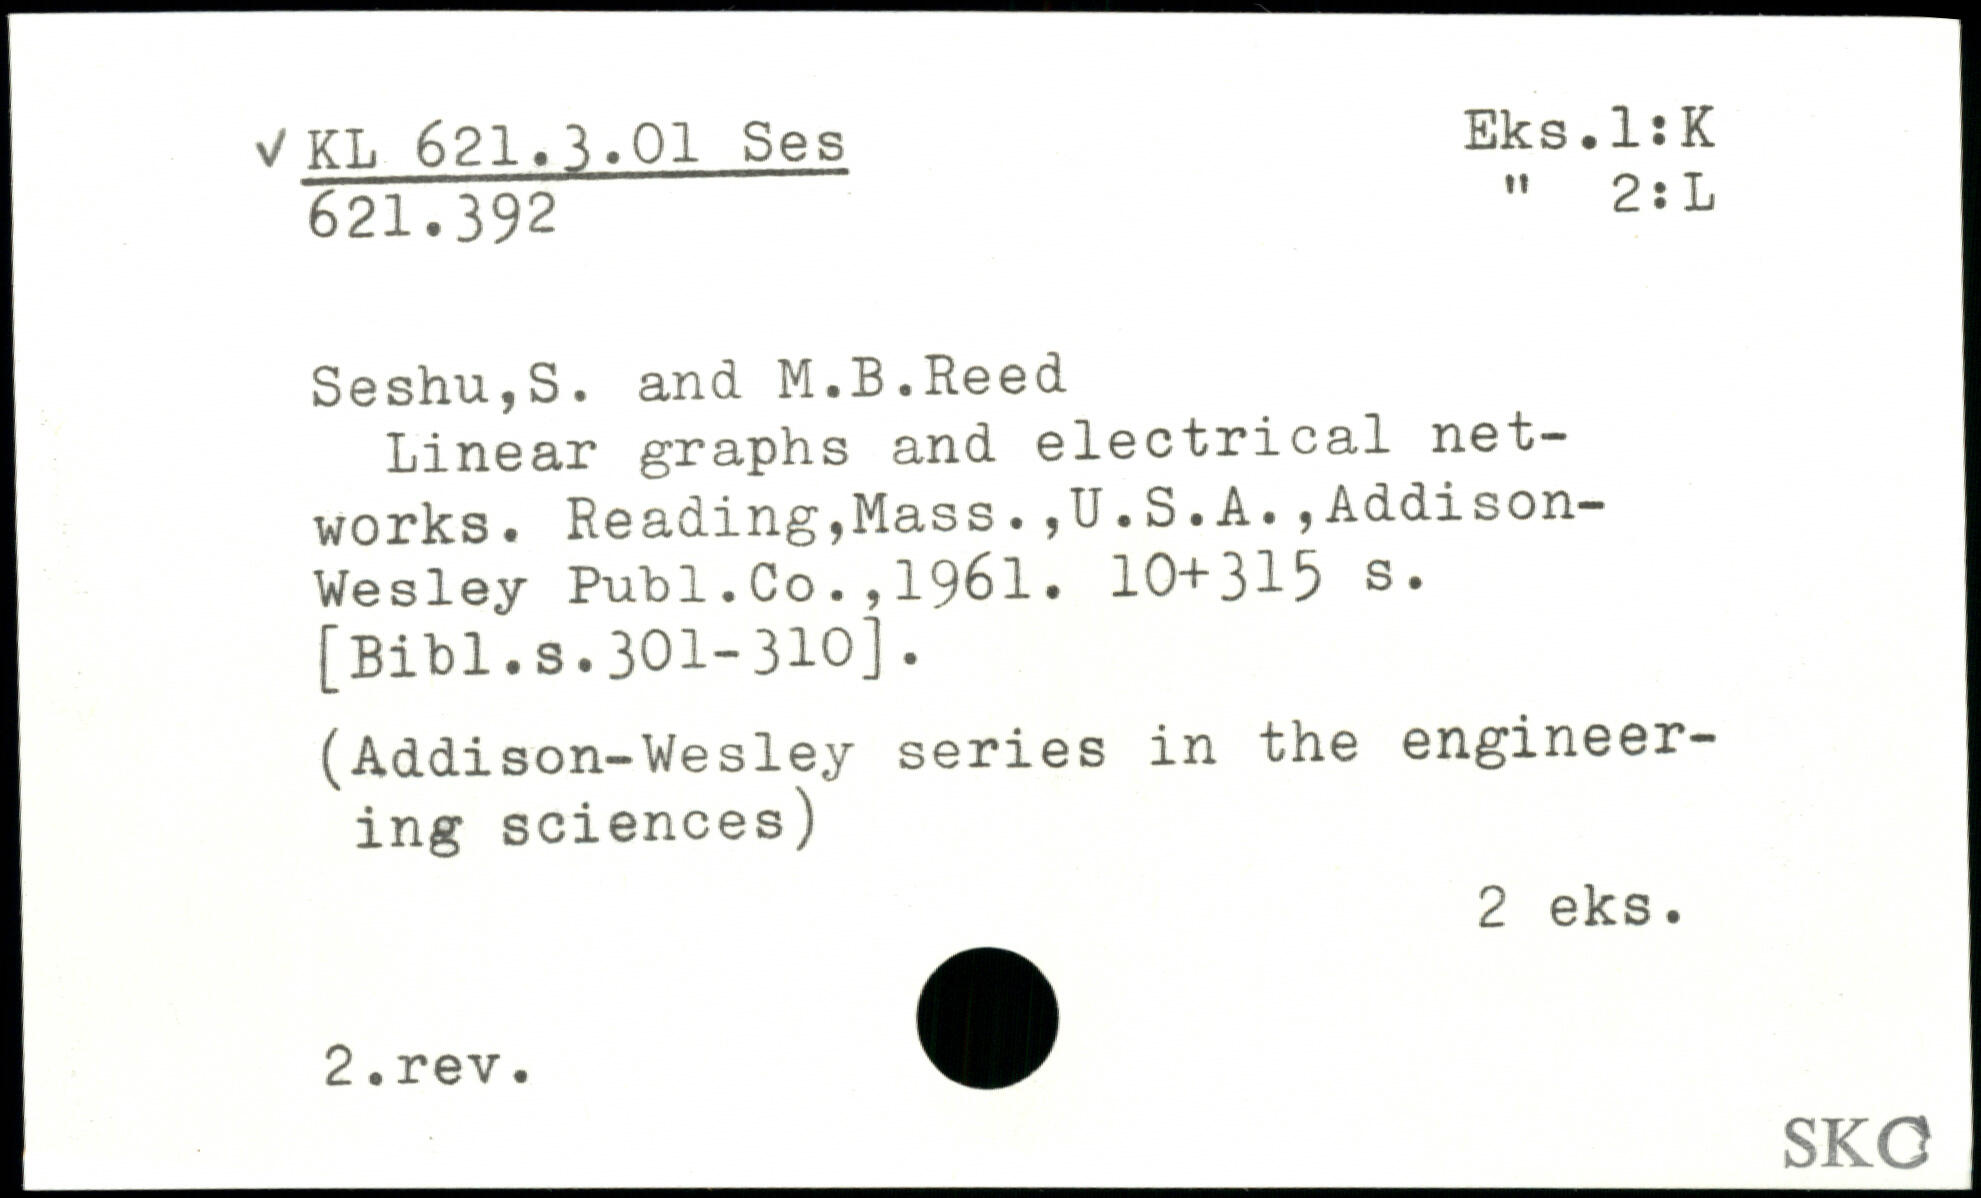 ✓ KL 621.3.01 Ses
621.392
Eks.1:K
" 2:L
Seshu,S. and M.B.Reed
Linear graphs and electrical net-
works. Reading,Mass.,U.S.A.,Addison-
Wesley Publ.Co.,1961. 10+315 s.
[Bibl.s.301-310].
(Addison-Wesley series in the engineer-
ing sciences)
2 eks.
2.rev.
SKC